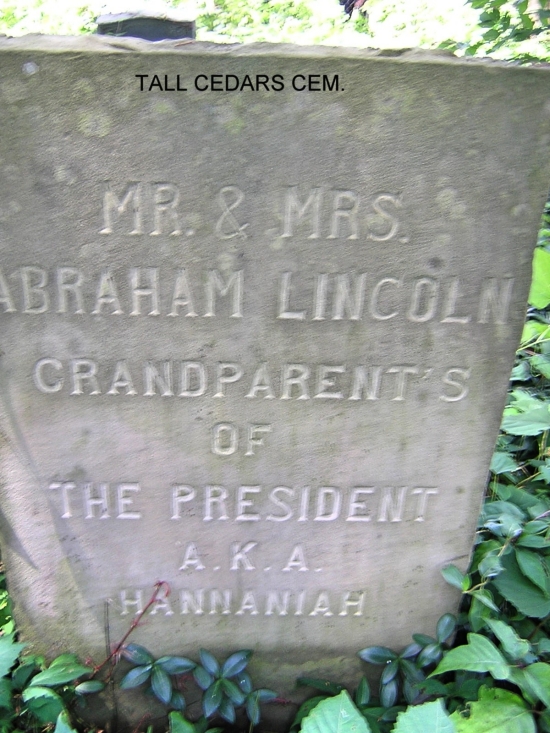 TALL CEDARS CEM.
MR. & MRS.
ABRAHAM LINCOLN
GRANDPARENT'S
OF
THE PRESIDENT
A.K.A.
HANNANIAH